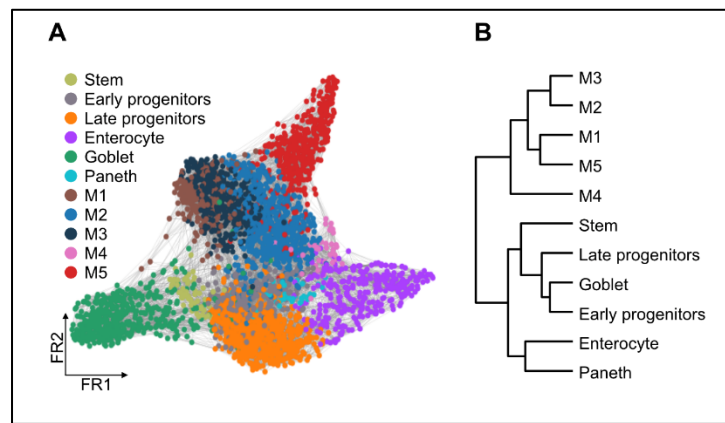 A
Stem
Early progenitors
Late progenitors
Enterocyte
Goblet
Paneth
M1
M2
M3
M4
M5
FR2
FR1
B
M3
M2
M1
M5
M4
Stem
Late progenitors
Goblet
Early progenitors
Enterocyte
Paneth